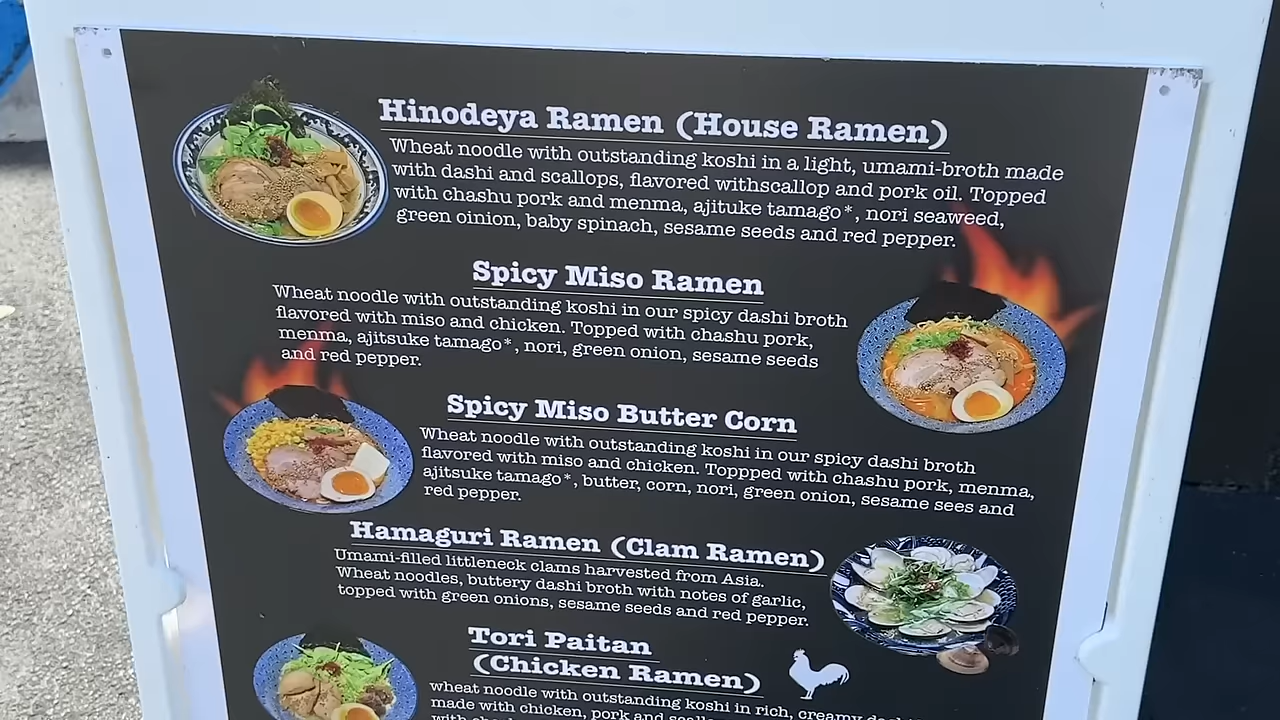 Hinodeya Ramen (House Ramen)
Wheat noodle with outstanding koshi in a light, umami-broth made
with dashi and scallops, flavored withscallop and pork oil. Topped
with chashu pork and menma, ajituke tamago*, nori seaweed,
green oinion, baby spinach, sesame seeds and red pepper.
Spicy Miso Ramen
Wheat noodle with outstanding koshi in our spicy dashi broth
flavored with miso and chicken. Topped with chashu pork,
menma, ajitsuke tamago*, nori, green onion, sesame seeds
and red pepper.
Spicy Miso Butter Corn
Wheat noodle with outstanding koshi in our spicy dashi broth
flavored with miso and chicken. Toppped with chashu pork, menma,
ajitsuke tamago*, butter, corn, nori, green onion, sesame sees and
red pepper.
Hamaguri Ramen (Clam Ramen)
Umami-filled littleneck clams harvested from Asia.
Wheat noodles, buttery dashi broth with notes of garlic,
topped with green onions, sesame seeds and red pepper.
Tori Paitan
(Chicken Ramen)
wheat noodle with outstanding koshi in rich, creamy
made with chicken, pork and
with